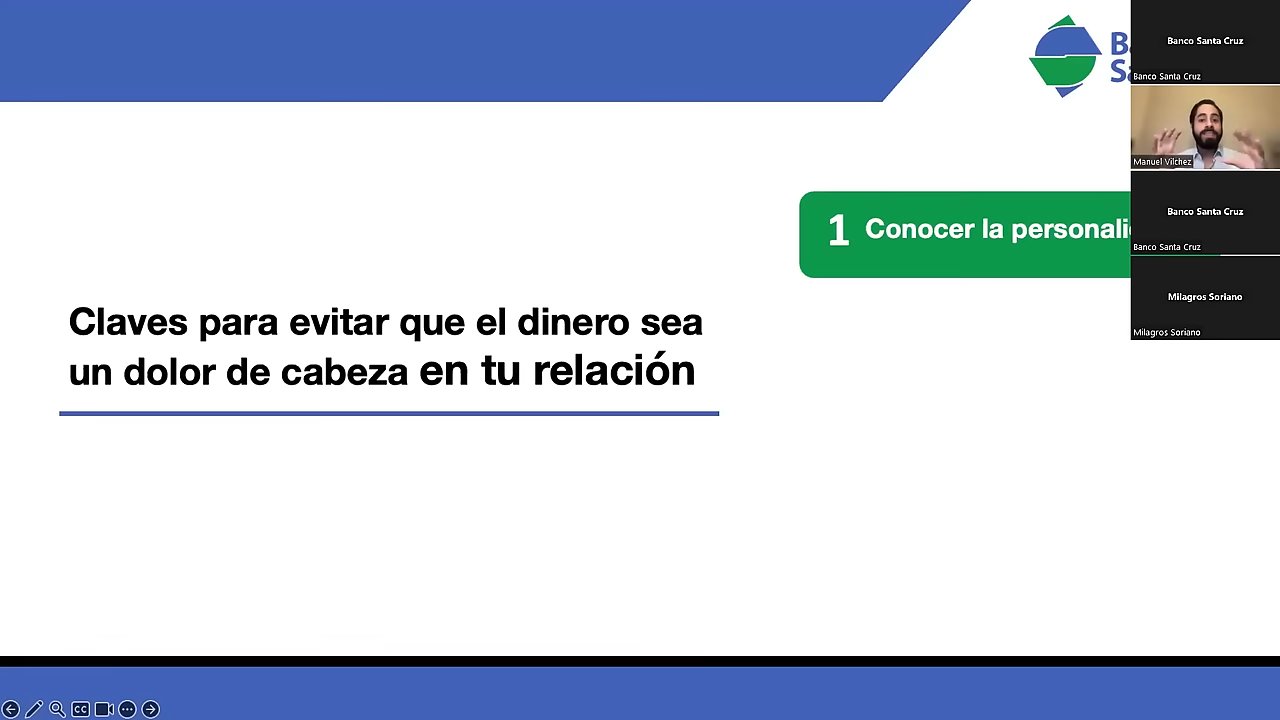 Banco Santa Cruz
Banco Santa Cruz
Manuel Vilchez
Banco Santa Cruz
Banco Santa Cruz
Milagros Soriano
Milagros Soriano
1 Conocer la
Claves para evitar que el dinero sea
un dolor de cabeza en tu relación
CC